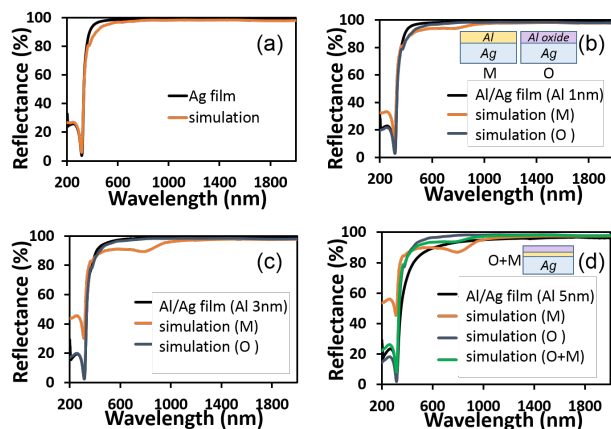 100
80
60
40
20
0
Reflectance (%)
(a)
Ag film
simulation
200 600 1000 1400 1800
Wavelength (nm)
100
80
60
40
20
0
Reflectance (%)
(b)
Al
Ag
M
Al oxide
Ag
O
Al/Ag film (Al 1nm)
simulation (M)
simulation (O )
200 600 1000 1400 1800
Wavelength (nm)
100
80
60
40
20
0
Reflectance (%)
(c)
Al/Ag film (Al 3nm)
simulation (M)
simulation (O )
200 600 1000 1400 1800
Wavelength (nm)
100
80
60
40
20
0
Reflectance (%)
(d)
O+M
Ag
Al/Ag film (Al 5nm)
simulation (M)
simulation (O )
simulation (O+M)
200 600 1000 1400 1800
Wavelength (nm)